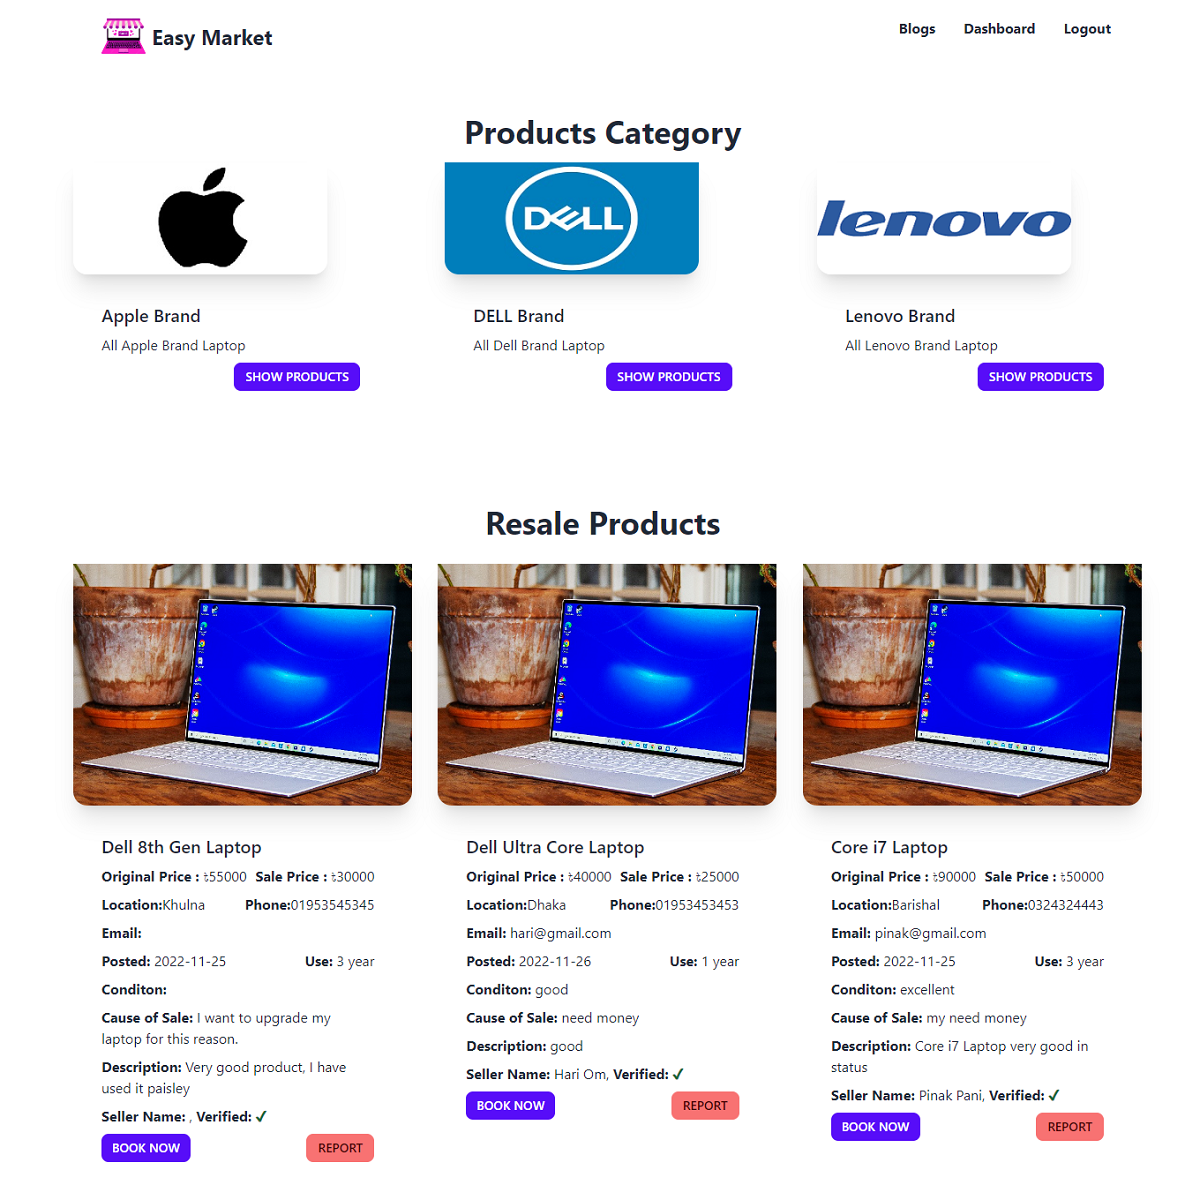 Easy Market
Blogs Dashboard Logout
Products Category
DELL
lenovo
Apple Brand
All Apple Brand Laptop
SHOW PRODUCTS
DELL Brand
All Dell Brand Laptop
SHOW PRODUCTS
Lenovo Brand
All Lenovo Brand Laptop
SHOW PRODUCTS
Resale Products
Dell 8th Gen Laptop
Original Price : ৳55000 Sale Price : ৳30000
Location:Khulna Phone:01953545345
Email:
Posted: 2022-11-25 Use: 3 year
Conditon:
Cause of Sale: I want to upgrade my
laptop for this reason.
Description: Very good product, I have
used it paisley
Seller Name: , Verified: ✓
BOOK NOW REPORT
Dell Ultra Core Laptop
Original Price : ৳40000 Sale Price : ৳25000
Location:Dhaka Phone:01953453453
Email: hari@gmail.com
Posted: 2022-11-26 Use: 1 year
Conditon: good
Cause of Sale: need money
Description: good
Seller Name: Hari Om, Verified: ✓
BOOK NOW REPORT
Core i7 Laptop
Original Price : ৳90000 Sale Price : ৳50000
Location:Barishal Phone:0324324443
Email: pinak@gmail.com
Posted: 2022-11-25 Use: 3 year
Conditon: excellent
Cause of Sale: my need money
Description: Core i7 Laptop very good in
status
Seller Name: Pinak Pani, Verified: ✓
BOOK NOW REPORT